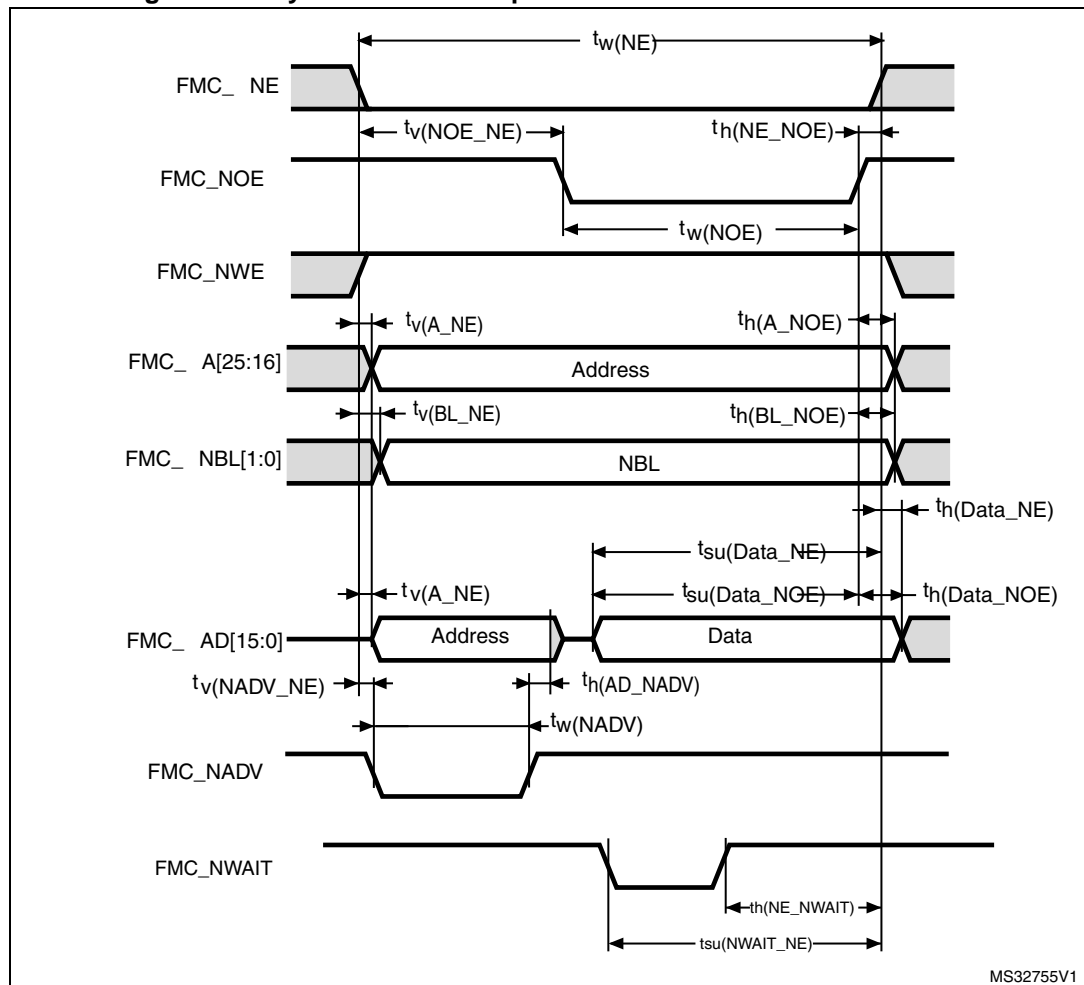 tw(NE)
FMC_ NE
tv(NOE_NE)
th(NE_NOE)
FMC_NOE
tw(NOE)
FMC_NWE
tv(A_NE)
th(A_NOE)
FMC_ A[25:16]
Address
tv(BL_NE)
th(BL_NOE)
FMC_ NBL[1:0]
NBL
th(Data_NE)
tsu(Data_NE)
tv(A_NE)
tsu(Data_NOE)
th(Data_NOE)
FMC_ AD[15:0]
Address
Data
tv(NADV_NE)
th(AD_NADV)
tw(NADV)
FMC_NADV
FMC_NWAIT
th(NE_NWAIT)
tsu(NWAIT_NE)
MS32755V1